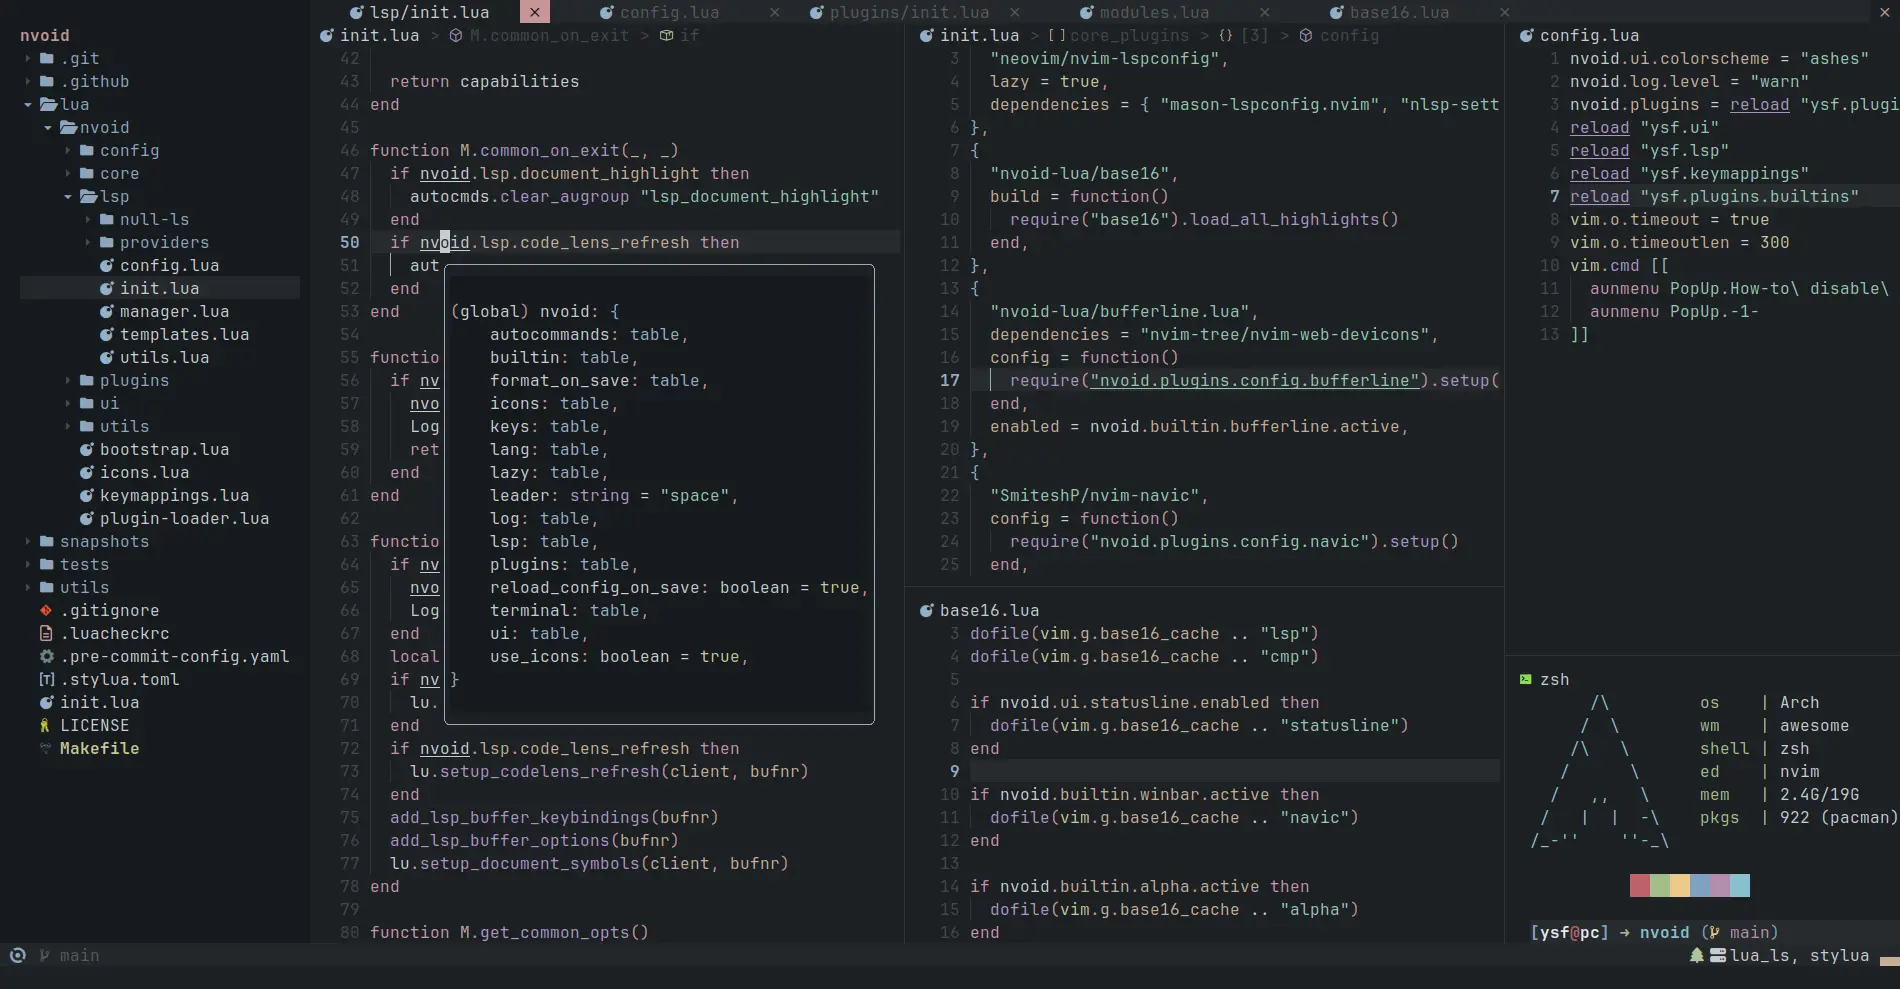 lsp/init.lua ✕ config.lua ✕ plugins/init.lua ✕ modules.lua ✕ base16.lua ✕ ✕
nvoid
.git
.github
lua
nvoid
config
core
lsp
null-ls
providers
config.lua
init.lua
manager.lua
templates.lua
utils.lua
plugins
ui
utils
bootstrap.lua
icons.lua
keymappings.lua
plugin-loader.lua
snapshots
tests
utils
.gitignore
.luacheckrc
.pre-commit-config.yaml
[T] .stylua.toml
init.lua
LICENSE
Makefile
init.lua > M.common_on_exit > if
42
43 return capabilities
44 end
45
46 function M.common_on_exit(_, _)
47 if nvoid.lsp.document_highlight then
48 autocmds.clear_augroup "lsp_document_highlight"
49 end
50 if nvoid.lsp.code_lens_refresh then
51 aut
52 end
53 end
54
55 functio
56 if nv
57 nvo
58 Log
59 ret
60 end
61 end
62
63 functio
64 if nv
65 nvo
66 Log
67 end
68 local
69 if nv
70 lu.
71 end
72 if nvoid.lsp.code_lens_refresh then
73 lu.setup_codelens_refresh(client, bufnr)
74 end
75 add_lsp_buffer_keybindings(bufnr)
76 add_lsp_buffer_options(bufnr)
77 lu.setup_document_symbols(client, bufnr)
78 end
79
80 function M.get_common_opts()
(global) nvoid: {
autocommands: table,
builtin: table,
format_on_save: table,
icons: table,
keys: table,
lang: table,
lazy: table,
leader: string = "space",
log: table,
lsp: table,
plugins: table,
reload_config_on_save: boolean = true,
terminal: table,
ui: table,
use_icons: boolean = true,
}
init.lua > []core_plugins > {} [3] > config
3 "neovim/nvim-lspconfig",
4 lazy = true,
5 dependencies = { "mason-lspconfig.nvim", "nlsp-sett
6 },
7 {
8 "nvoid-lua/base16",
9 build = function()
10 require("base16").load_all_highlights()
11 end,
12 },
13 {
14 "nvoid-lua/bufferline.lua",
15 dependencies = "nvim-tree/nvim-web-devicons",
16 config = function()
17 require("nvoid.plugins.config.bufferline").setup(
18 end,
19 enabled = nvoid.builtin.bufferline.active,
20 },
21 {
22 "SmiteshP/nvim-navic",
23 config = function()
24 require("nvoid.plugins.config.navic").setup()
25 end,
base16.lua
3 dofile(vim.g.base16_cache .. "lsp")
4 dofile(vim.g.base16_cache .. "cmp")
5
6 if nvoid.ui.statusline.enabled then
7 dofile(vim.g.base16_cache .. "statusline")
8 end
9
10 if nvoid.builtin.winbar.active then
11 dofile(vim.g.base16_cache .. "navic")
12 end
13
14 if nvoid.builtin.alpha.active then
15 dofile(vim.g.base16_cache .. "alpha")
16 end
config.lua
1 nvoid.ui.colorscheme = "ashes"
2 nvoid.log.level = "warn"
3 nvoid.plugins = reload "ysf.plugi
4 reload "ysf.ui"
5 reload "ysf.lsp"
6 reload "ysf.keymappings"
7 reload "ysf.plugins.builtins"
8 vim.o.timeout = true
9 vim.o.timeoutlen = 300
10 vim.cmd [[
11 aunmenu PopUp.How-to\ disable\
12 aunmenu PopUp.-1-
13 ]]
zsh
/\ os | Arch
/ \ wm | awesome
/\ \ shell | zsh
/ \ ed | nvim
/ ,, \ mem | 2.4G/19G
/ | | -\ pkgs | 922 (pacman)
/_-'' ''-_\
[ysf@pc] → nvoid ( main)
main
lua_ls, stylua